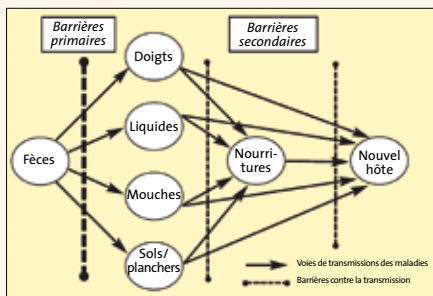 Barrières
primaires
Barrières
secondaires
Doigts
Liquides
Fèces
Nourri-
tures
Nouvel
hôte
Mouches
Sols/
planchers
Voies de transmissions des maladies
Barrières contre la transmission